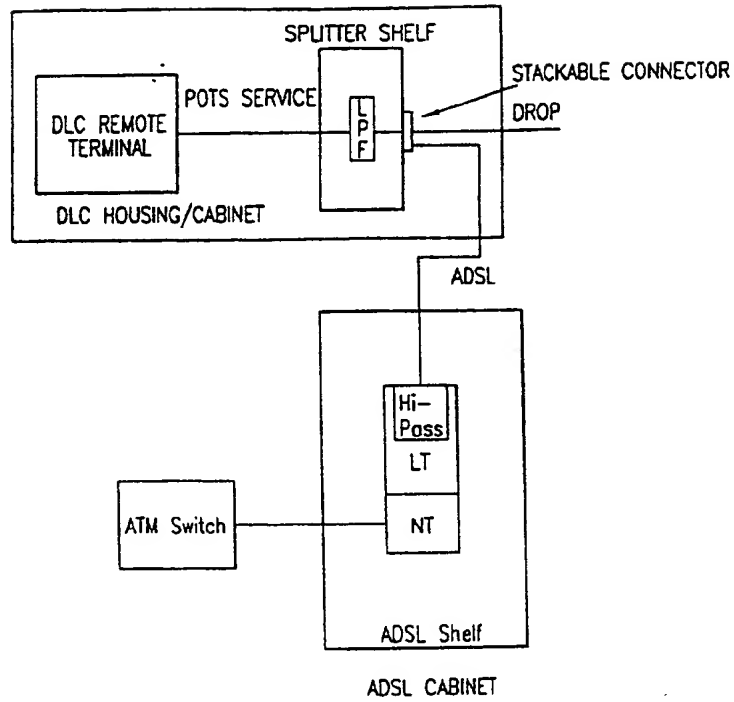 SPLITTER SHELF
STACKABLE CONNECTOR
POTS SERVICE
DROP
DLC REMOTE
TERMINAL
L
P
F
DLC HOUSING/CABINET
ADSL
Hi-
Pass
LT
ATM Switch
NT
ADSL Shelf
ADSL CABINET